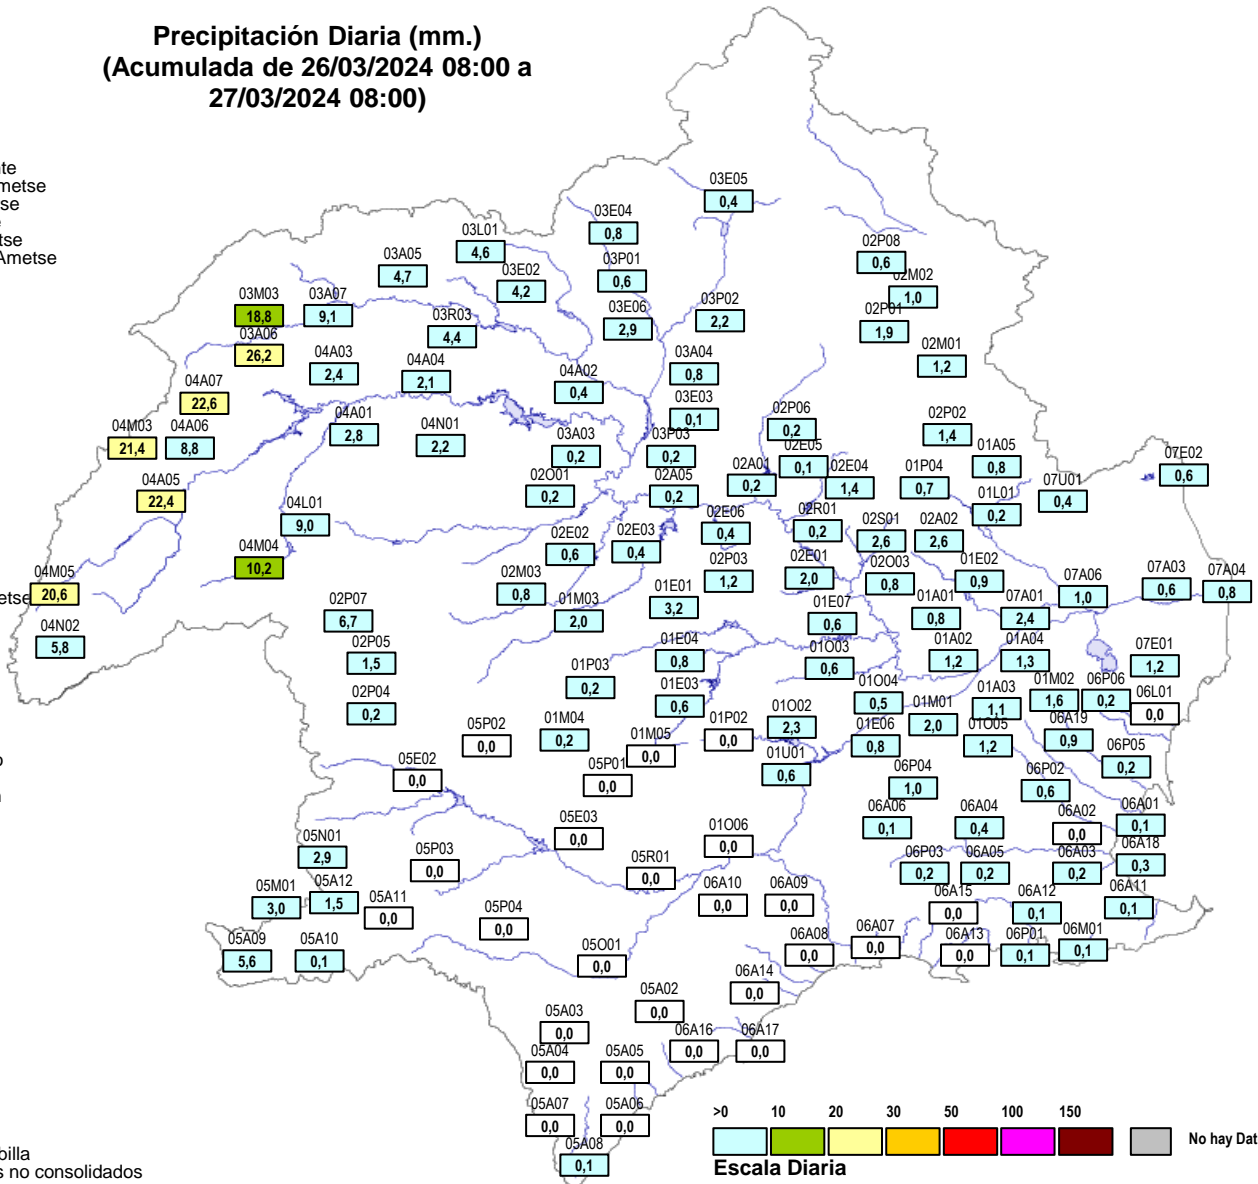 Precipitación Diaria (mm.)
(Acumulada de 26/03/2024 08:00 a
27/03/2024 08:00)
nte
metse
se
e
tse
Ametse
etse
o
n
billa
s no consolidados
03E05
0,4
03E04
0,8
03L01
4,6
02P08
0,6
03A05
4,7
03P01
0,6
03E02
4,2
02M02
1,0
03M03
18,8
03A07
9,1
03P02
2,2
03E06
2,9
02P01
1,9
03R03
4,4
03A06
26,2
02M01
1,2
04A03
2,4
04A04
2,1
03A04
0,8
04A02
0,4
04A07
22,6
03E03
0,1
02P06
0,2
02P02
1,4
04M03
21,4
04A06
8,8
04A01
2,8
04N01
2,2
03A03
0,2
03P03
0,2
02E05
0,1
01A05
0,8
07E02
0,6
02O01
0,2
02A05
0,2
02A01
0,2
02E04
1,4
01P04
0,7
07U01
0,4
04A05
22,4
01L01
0,2
04L01
9,0
02E06
0,4
02R01
0,2
02S01
2,6
02A02
2,6
02E02
0,6
02E03
0,4
04M04
10,2
02P03
1,2
02E01
2,0
02O03
0,8
01E02
0,9
07A03
0,6
07A04
0,8
04M05
20,6
02M03
0,8
01M03
2,0
01E01
3,2
07A06
1,0
02P07
6,7
01E07
0,6
01A01
0,8
07A01
2,4
04N02
5,8
02P05
1,5
01E04
0,8
01O03
0,6
01A02
1,2
01A04
1,3
07E01
1,2
01P03
0,2
01E03
0,6
01O04
0,5
01A03
1,1
01M02
1,6
06P06
0,2
06L01
0,0
02P04
0,2
05P02
0,0
01M04
0,2
01M05
0,0
01P02
0,0
01O02
2,3
01E06
0,8
01M01
2,0
01O05
1,2
06A19
0,9
06P05
0,2
05E02
0,0
05P01
0,0
01U01
0,6
06P04
1,0
06P02
0,6
05E03
0,0
01O06
0,0
06A06
0,1
06A04
0,4
06A02
0,0
06A01
0,1
05N01
2,9
05P03
0,0
05R01
0,0
06P03
0,2
06A05
0,2
06A03
0,2
06A18
0,3
05M01
3,0
05A12
1,5
05A11
0,0
06A10
0,0
06A09
0,0
06A15
0,0
06A12
0,1
06A11
0,1
05P04
0,0
05A09
5,6
05A10
0,1
05O01
0,0
06A08
0,0
06A07
0,0
06A13
0,0
06P01
0,1
06M01
0,1
06A14
0,0
05A02
0,0
05A03
0,0
06A16
0,0
06A17
0,0
05A04
0,0
05A05
0,0
05A07
0,0
05A06
0,0
05A08
0,1
>0 10 20 30 50 100 150
No hay Dat
Escala Diaria